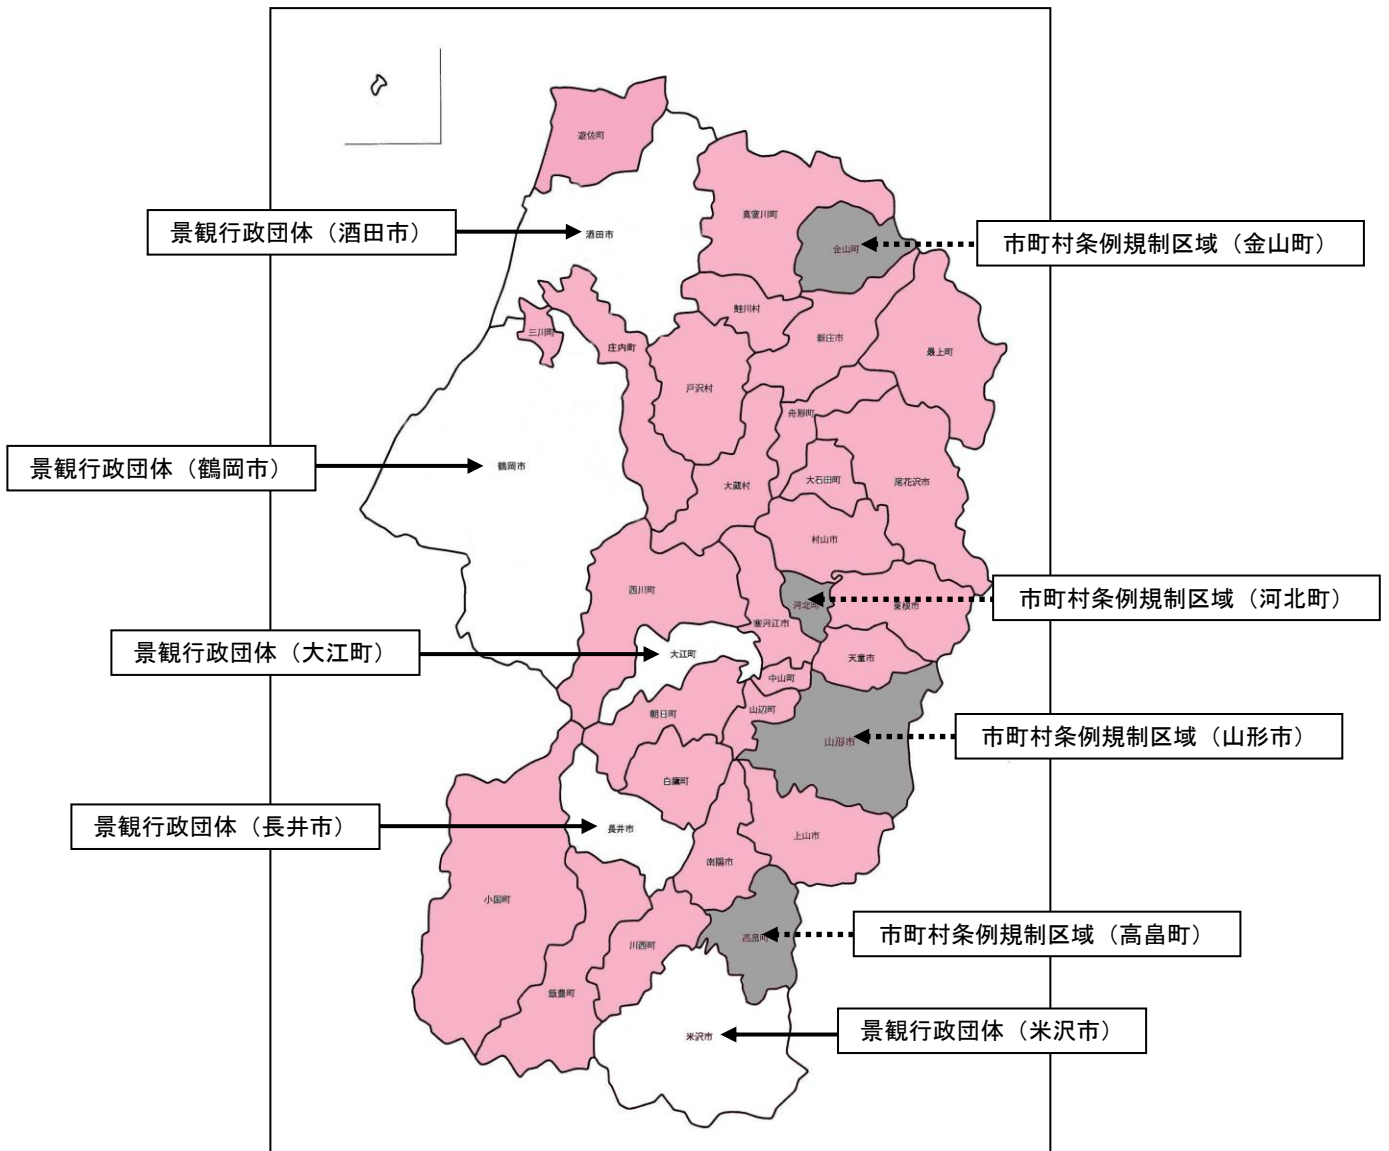 遊佐町
真室川町
景観行政団体（酒田市）
酒田市
金山町
市町村条例規制区域（金山町）
鮭川村
三川町
庄内町
新庄市
最上町
戸沢村
舟形町
景観行政団体（鶴岡市）
鶴岡市
大蔵村
大石田町
尾花沢市
村山市
西川町
河北町
東根市
市町村条例規制区域（河北町）
寒河江市
景観行政団体（大江町）
大江町
天童市
中山町
朝日町
山辺町
山形市
市町村条例規制区域（山形市）
白鷹町
景観行政団体（長井市）
長井市
上山市
南陽市
小国町
川西町
高畠町
市町村条例規制区域（高畠町）
飯豊町
米沢市
景観行政団体（米沢市）